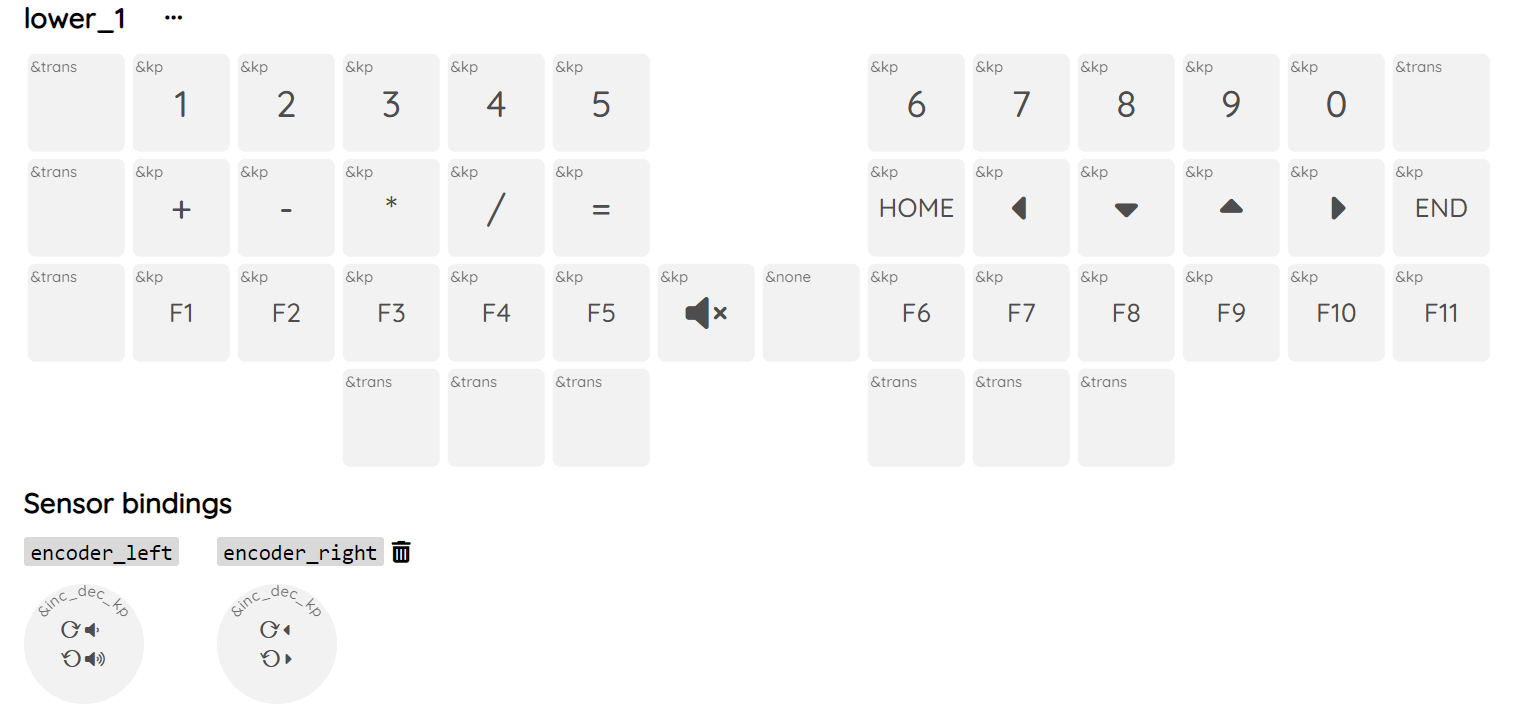 lower_1 ...
&trans &kp &kp &kp &kp &kp &kp &kp &kp &kp &kp &trans
1 2 3 4 5 6 7 8 9 0
&trans &kp &kp &kp &kp &kp &kp &kp &kp &kp &kp &kp
+ - * / = HOME END
&trans &kp &kp &kp &kp &kp &kp &none &kp &kp &kp &kp &kp &kp
F1 F2 F3 F4 F5 F6 F7 F8 F9 F10 F11
&trans &trans &trans &trans &trans &trans
Sensor bindings
encoder_left encoder_right
&inc_dec_kp &inc_dec_kp